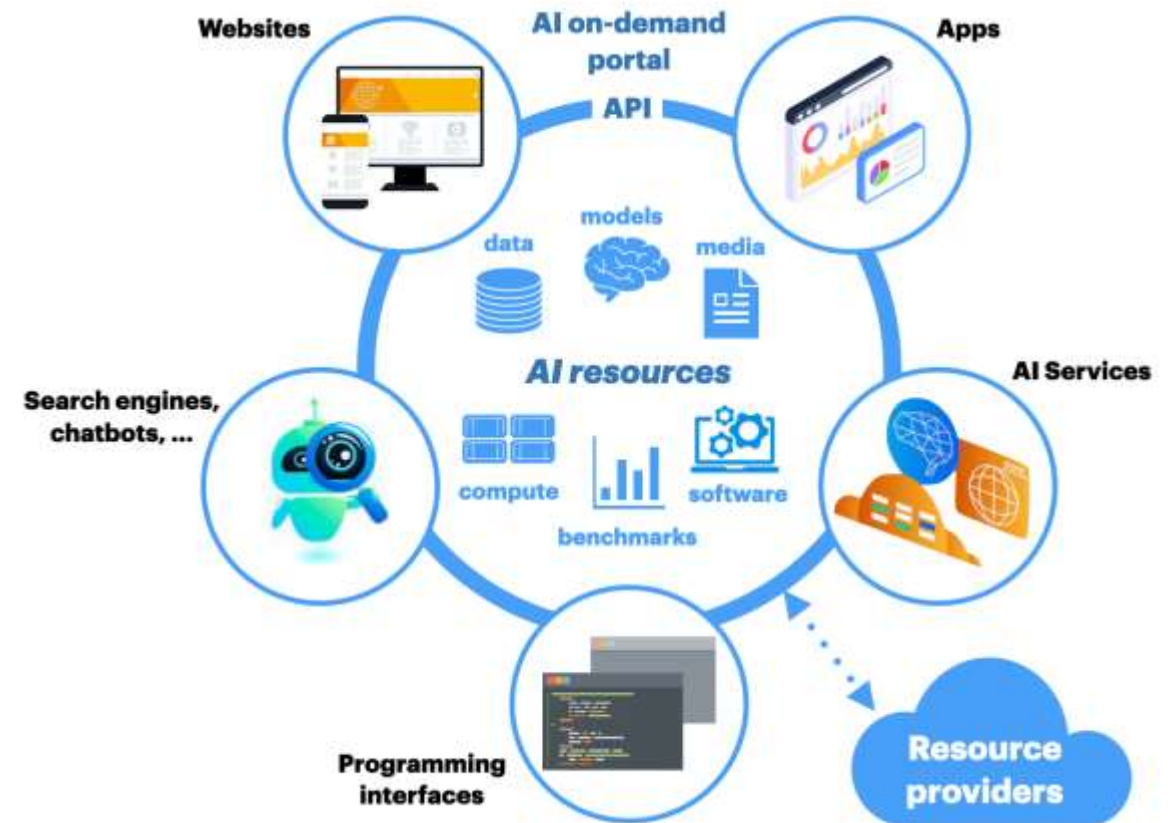 Websites
AI on-demand
portal
API
Apps
models
data
media
AI resources
AI Services
Search engines,
chatbots, ...
compute
software
benchmarks
Programming
interfaces
Resource
providers